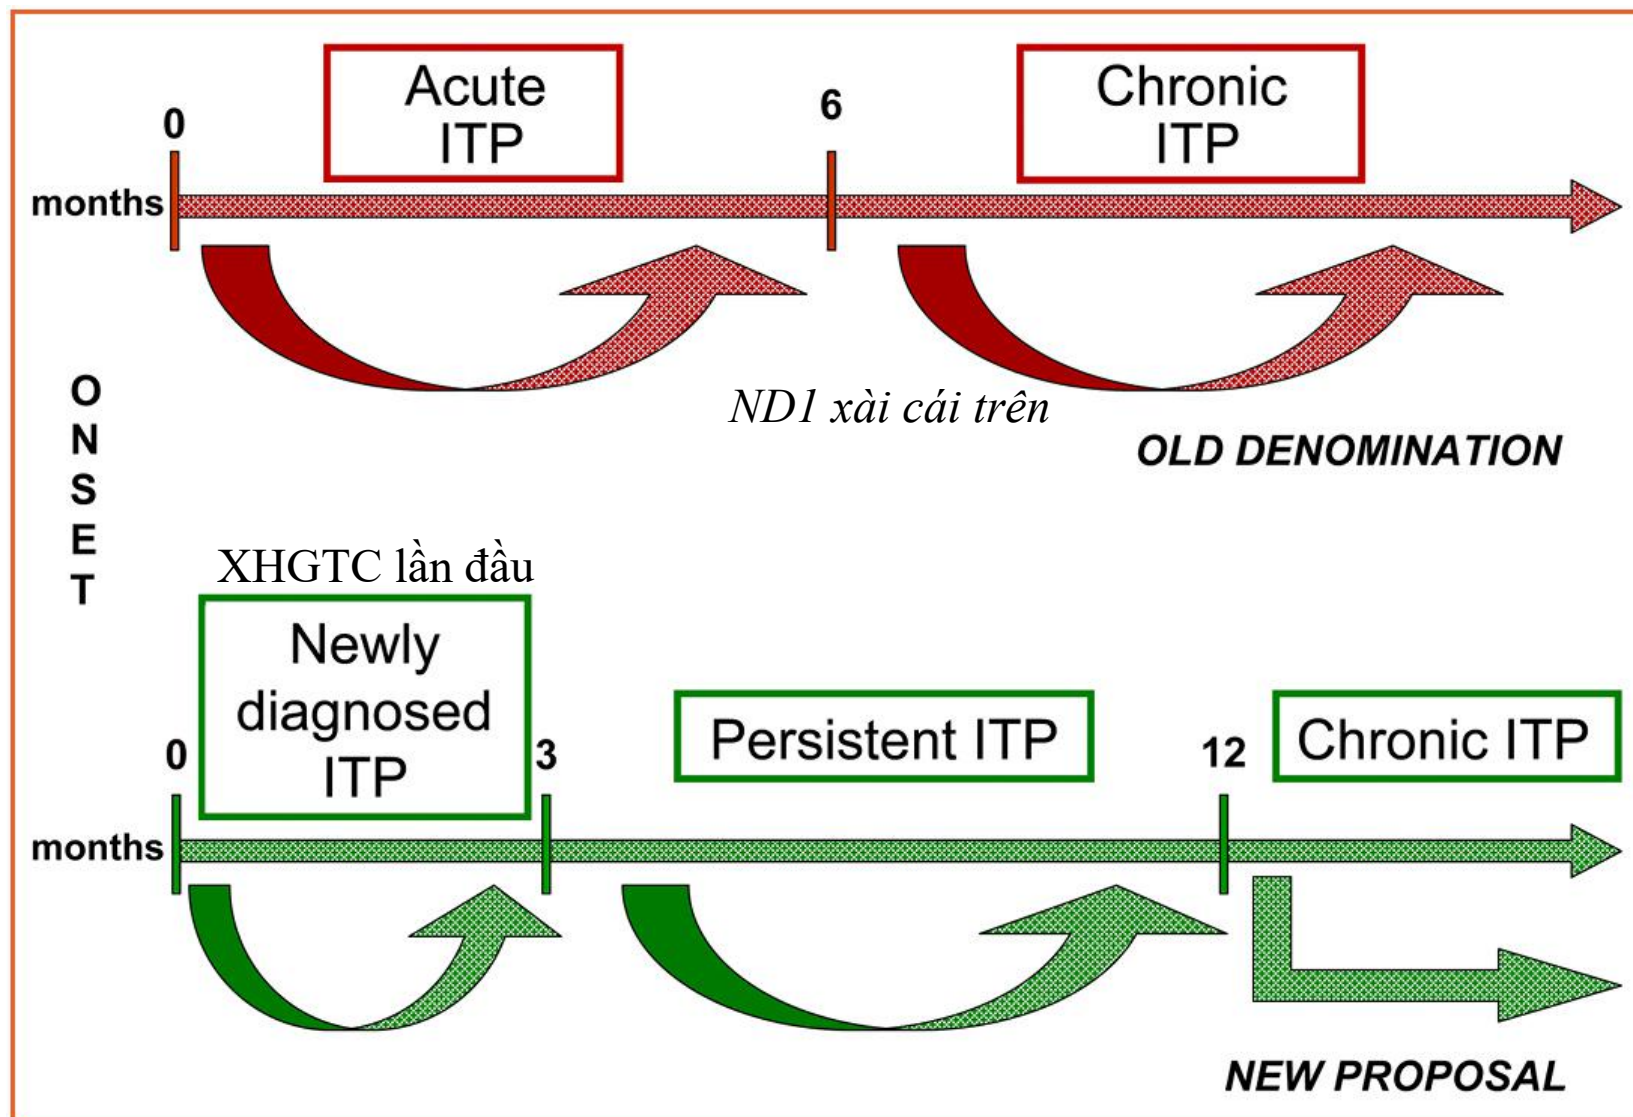 Acute
ITP
Chronic
ITP
0
6
months
ND1 xài cái trên
OLD DENOMINATION
O
N
S
E
T
XHGTC lần đầu
Newly
diagnosed
ITP
Persistent ITP
Chronic ITP
0
3
12
months
NEW PROPOSAL